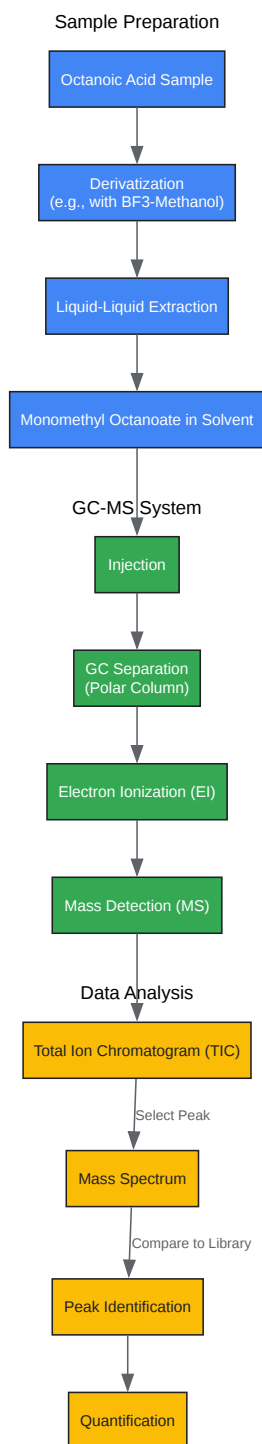 Sample Preparation
Octanoic Acid Sample
Derivatization
(e.g., with BF3-Methanol)
Liquid-Liquid Extraction
Monomethyl Octanoate in Solvent
GC-MS System
Injection
GC Separation
(Polar Column)
Electron Ionization (EI)
Mass Detection (MS)
Data Analysis
Total Ion Chromatogram (TIC)
Select Peak
Mass Spectrum
Compare to Library
Peak Identification
Quantification